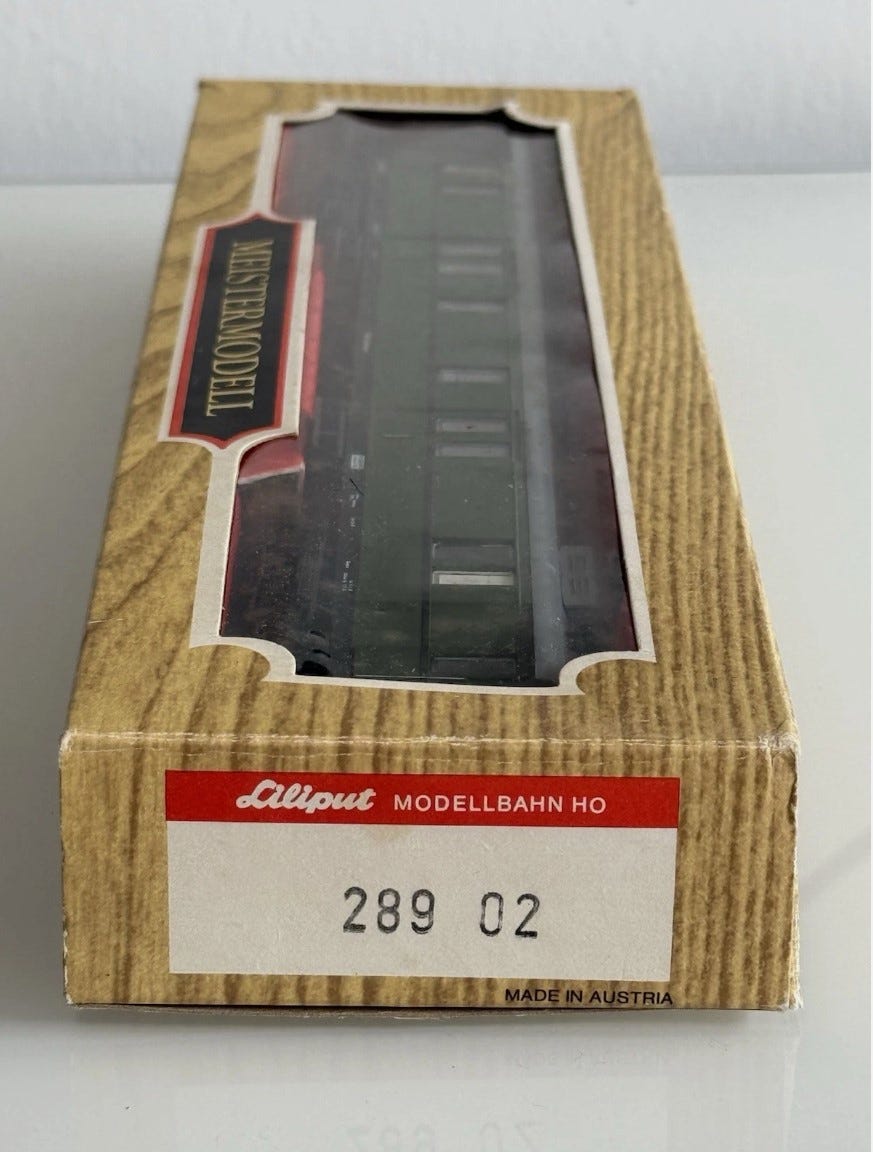 MEISTERMODELL
Liliput MODELLBAHN HO
289 02
MADE IN AUSTRIA